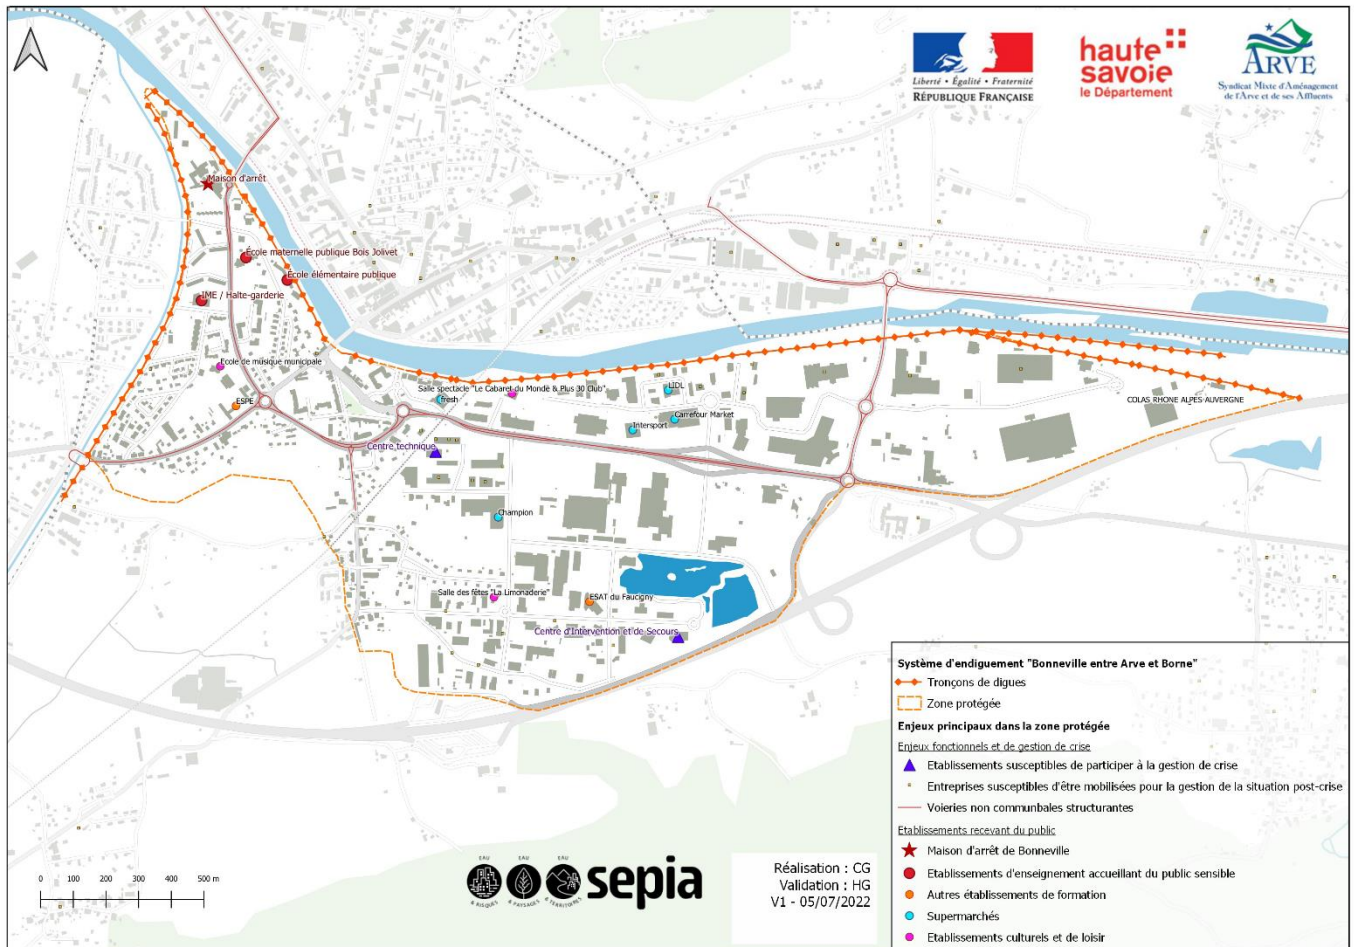 Liberté • Égalité • Fraternité
RÉPUBLIQUE FRANÇAISE
haute
savoie
le Département
ARVE
Syndicat Mixte d'Aménagement
de l'Arve et de ses Affluents
Maison d'arrêt
École maternelle publique Bois Jolivet
École élémentaire publique
IME / Halte-garderie
École de musique municipale
ESPE
Salle spectacle "Le Cabaret du Monde & Plus 30 Club"
fresh
LIDL
Carrefour Market
Intersport
COLAS RHONE ALPES AUVERGNE
Centre technique
Champion
Salle des fêtes "La Limonaderie"
ESAT du Faucigny
Centre d'Intervention et de Secours
Système d'endiguement "Bonneville entre Arve et Borne"
Tronçons de digues
Zone protégée
Enjeux principaux dans la zone protégée
Enjeux fonctionnels et de gestion de crise
Etablissements susceptibles de participer à la gestion de crise
Entreprises susceptibles d'être mobilisées pour la gestion de la situation post-crise
Voieries non communbales structurantes
Etablissements recevant du public
Maison d'arrêt de Bonneville
Etablissements d'enseignement accueillant du public sensible
Autres établissements de formation
Supermarchés
Etablissements culturels et de loisir
0 100 200 300 400 500 m
EAU EAU EAU
& RISQUES & PAYSAGES & TERRITOIRES
sepia
Réalisation : CG
Validation : HG
V1 - 05/07/2022